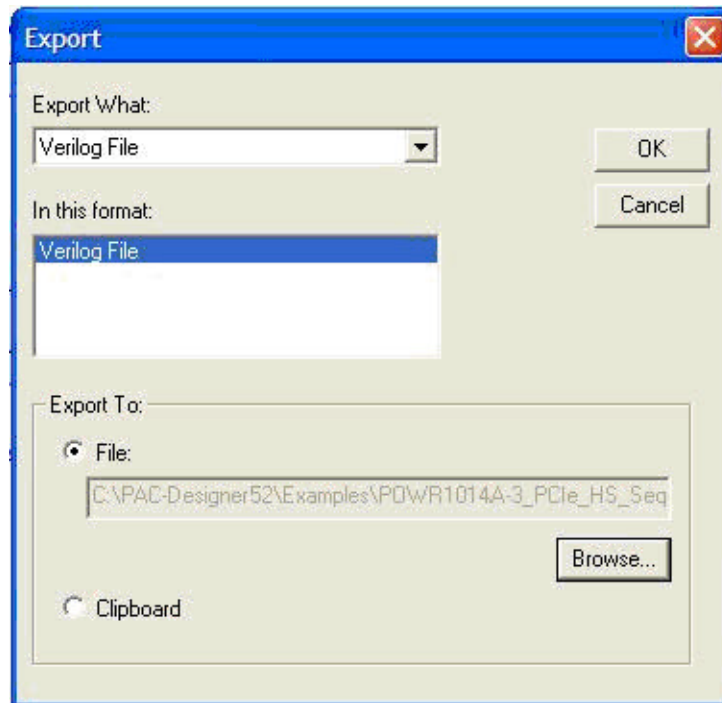 Export
Export What:
Verilog File
OK
In this format:
Cancel
Verilog File
Export To:
File:
C:\PAC-Designer52\Examples\POWR1014A-3_PCIe_HS_Seq
Browse...
Clipboard